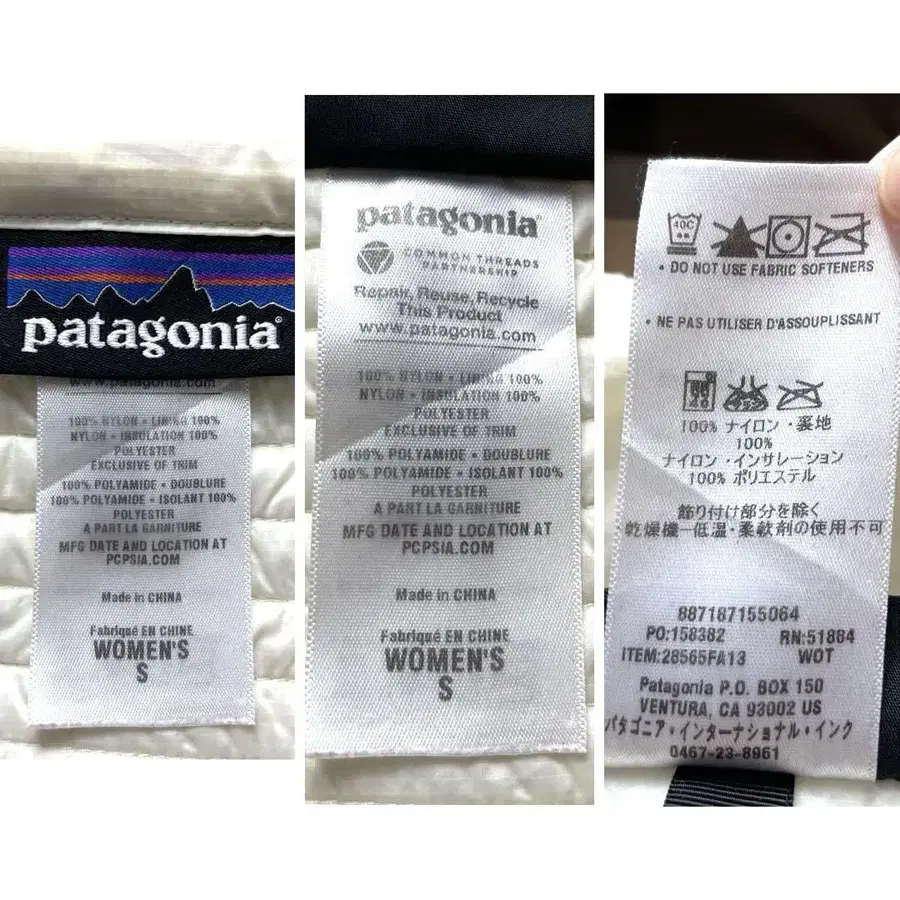 patagonia®
www.patagonia.com
100% NYLON • LINING 100%
NYLON • INSULATION 100%
POLYESTER
EXCLUSIVE OF TRIM
100% POLYAMIDE • DOUBLURE
100% POLYAMIDE • ISOLANT 100%
POLYESTER
A PART LA GARNITURE
MFG DATE AND LOCATION AT
PCPSIA.COM
Made in CHINA
Fabriqué EN CHINE
WOMEN'S
S
patagonia®
COMMON THREADS
PARTNERSHIP
Repair, Reuse, Recycle
This Product
www.patagonia.com
100% NYLON • LINING 100%
NYLON • INSULATION 100%
POLYESTER
EXCLUSIVE OF TRIM
100% POLYAMIDE • DOUBLURE
100% POLYAMIDE • ISOLANT 100%
POLYESTER
A PART LA GARNITURE
MFG DATE AND LOCATION AT
PCPSIA.COM
Made in CHINA
Fabriqué EN CHINE
WOMEN'S
S
40C
• DO NOT USE FABRIC SOFTENERS
• NE PAS UTILISER D'ASSOUPLISSANT
100% ナイロン・裏地
100%
ナイロン・インサレーション
100% ポリエステル
飾り付け部分を除く
乾燥機—低温・柔軟剤の使用不可
887187155064
PO:158382 RN:51884
ITEM:28565FA13 WOT
Patagonia P.O. BOX 150
VENTURA, CA 93002 US
パタゴニア・インターナショナル・インク
0467-23-8961